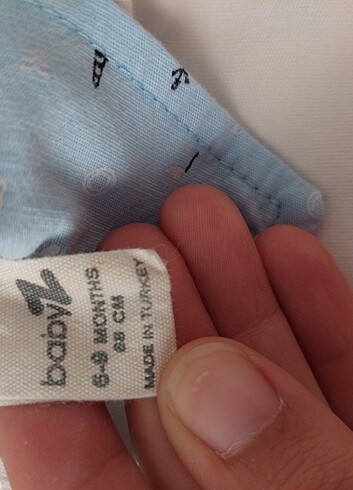 babyZ
6-9 MONTHS
68 CM
MADE IN TURKEY